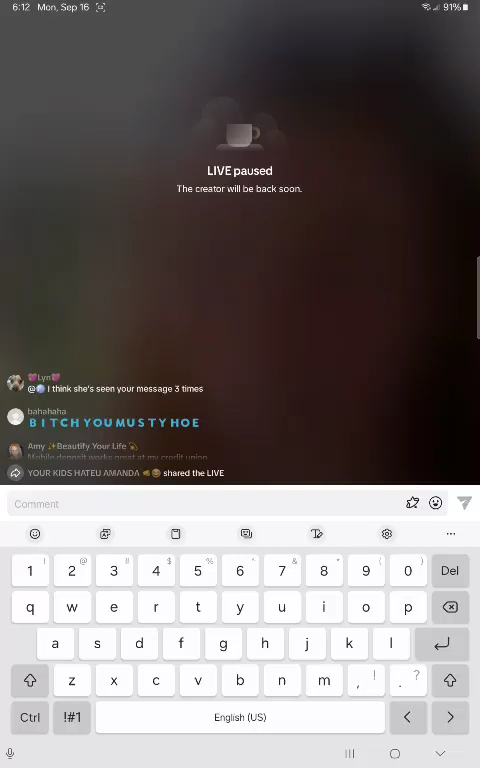 6:12 Mon, Sep 16
91%
LIVE paused
The creator will be back soon.
💖Lyn💖
@🪩 I think she's seen your message 3 times
bahahaha
B I T C H Y O U M U S T Y H O E
Amy ✨Beautify Your Life 💫
Mobile deposit works great at my credit union
YOUR KIDS HATEU AMANDA shared the LIVE
Comment
1 ! 2 @ 3 # 4 $ 5 % 6 ^ 7 & 8 * 9 ( 0 ) Del
q w e r t y u i o p
a s d f g h j k l
z x c v b n m , ! . ?
Ctrl !#1 English (US) < >